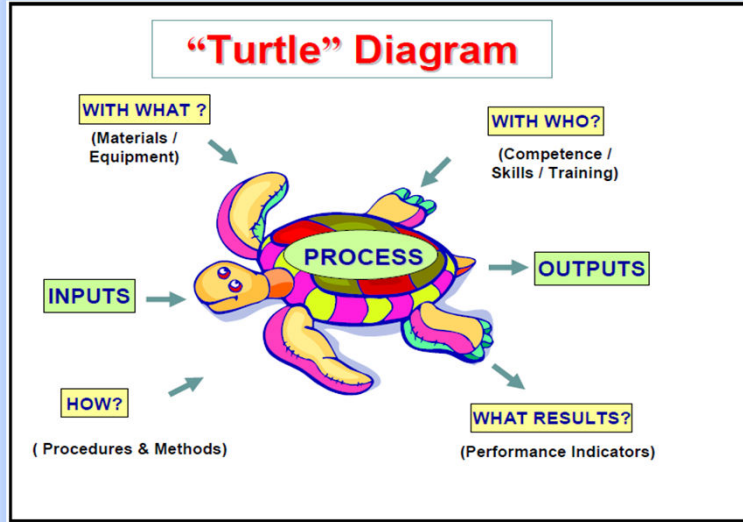 “Turtle” Diagram
WITH WHAT ?
(Materials /
Equipment)
WITH WHO?
(Competence /
Skills / Training)
PROCESS
INPUTS
OUTPUTS
HOW?
( Procedures & Methods)
WHAT RESULTS?
(Performance Indicators)